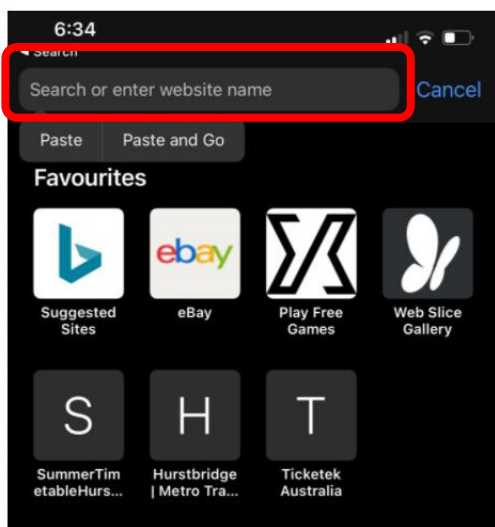 6:34
Search
Search or enter website name
Cancel
Paste Paste and Go
Favourites
ebay
Suggested Sites
eBay
Play Free Games
Web Slice Gallery
S
H
T
SummerTim
etableHurs...
Hurstbridge
| Metro Tra...
Ticketek
Australia